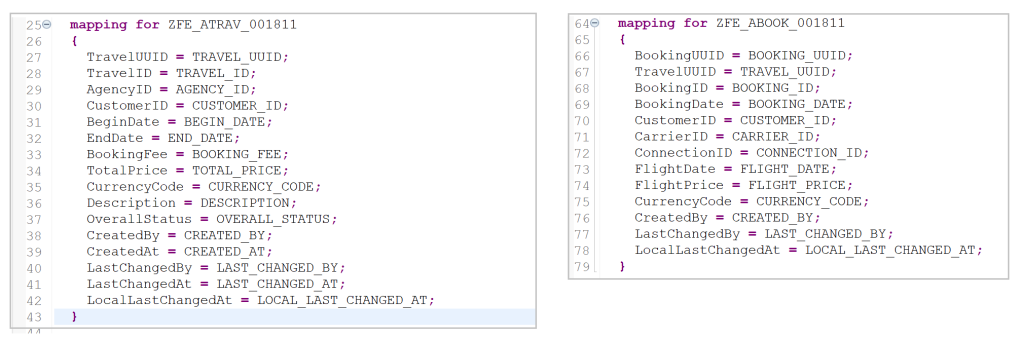 25 mapping for ZFE_ATRAV_001811
26 {
27 TravelUUID = TRAVEL_UUID;
28 TravelID = TRAVEL_ID;
29 AgencyID = AGENCY_ID;
30 CustomerID = CUSTOMER_ID;
31 BeginDate = BEGIN_DATE;
32 EndDate = END_DATE;
33 BookingFee = BOOKING_FEE;
34 TotalPrice = TOTAL_PRICE;
35 CurrencyCode = CURRENCY_CODE;
36 Description = DESCRIPTION;
37 OverallStatus = OVERALL_STATUS;
38 CreatedBy = CREATED_BY;
39 CreatedAt = CREATED_AT;
40 LastChangedBy = LAST_CHANGED_BY;
41 LastChangedAt = LAST_CHANGED_AT;
42 LocalLastChangedAt = LOCAL_LAST_CHANGED_AT;
43 }
44
64 mapping for ZFE_ABOOK_001811
65 {
66 BookingUUID = BOOKING_UUID;
67 TravelUUID = TRAVEL_UUID;
68 BookingID = BOOKING_ID;
69 BookingDate = BOOKING_DATE;
70 CustomerID = CUSTOMER_ID;
71 CarrierID = CARRIER_ID;
72 ConnectionID = CONNECTION_ID;
73 FlightDate = FLIGHT_DATE;
74 FlightPrice = FLIGHT_PRICE;
75 CurrencyCode = CURRENCY_CODE;
76 CreatedBy = CREATED_BY;
77 LastChangedBy = LAST_CHANGED_BY;
78 LocalLastChangedAt = LOCAL_LAST_CHANGED_AT;
79 }